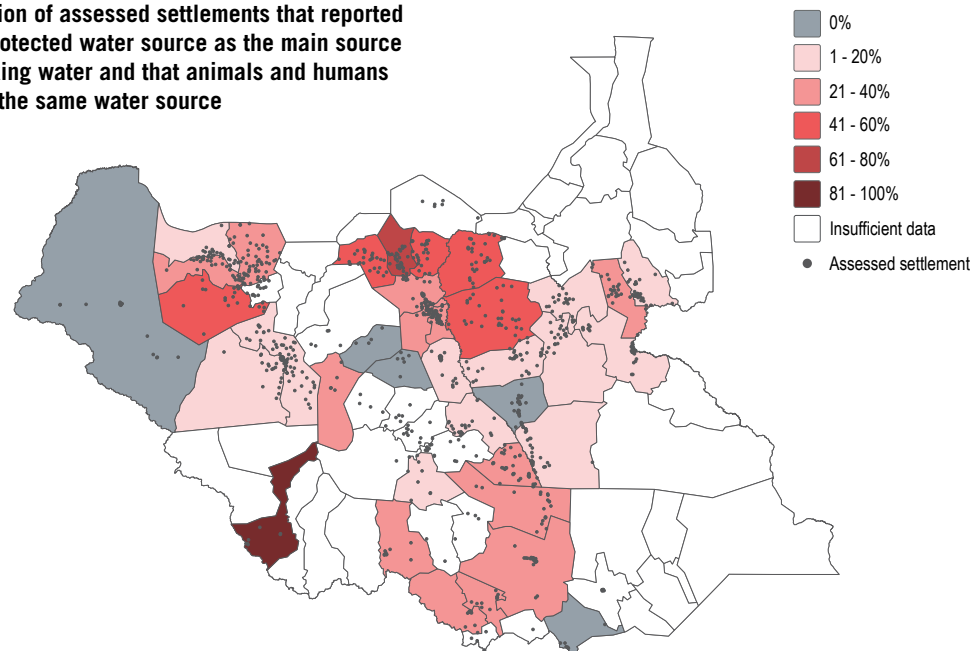 ion of assessed settlements that reported
otected water source as the main source
ing water and that animals and humans
the same water source
0%
1 - 20%
21 - 40%
41 - 60%
61 - 80%
81 - 100%
Insufficient data
Assessed settlement